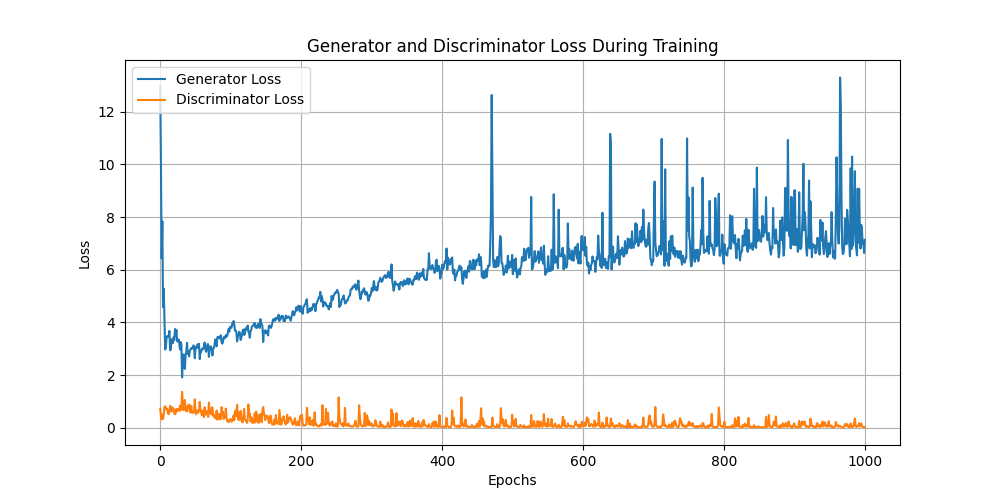 Generator and Discriminator Loss During Training
Generator Loss
Discriminator Loss
12
10
8
6
4
2
0
Loss
0 200 400 600 800 1000
Epochs